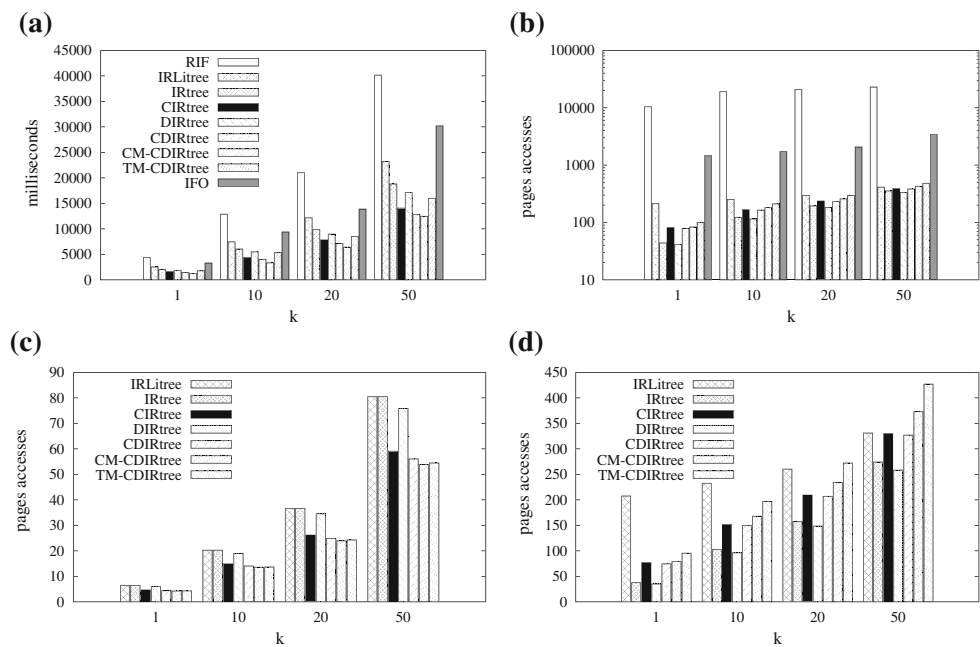 (a)
45000
40000
35000
30000
25000
20000
15000
10000
5000
0
milliseconds
RIF
IRLitree
IRtree
CIRtree
DIRtree
CDIRtree
CM-CDIRtree
TM-CDIRtree
IFO
1 10 20 50
k
(b)
100000
10000
1000
100
10
pages accesses
1 10 20 50
k
(c)
90
80
70
60
50
40
30
20
10
0
pages accesses
IRLitree
IRtree
CIRtree
DIRtree
CDIRtree
CM-CDIRtree
TM-CDIRtree
1 10 20 50
k
(d)
450
400
350
300
250
200
150
100
50
0
pages accesses
IRLitree
IRtree
CIRtree
DIRtree
CDIRtree
CM-CDIRtree
TM-CDIRtree
1 10 20 50
k